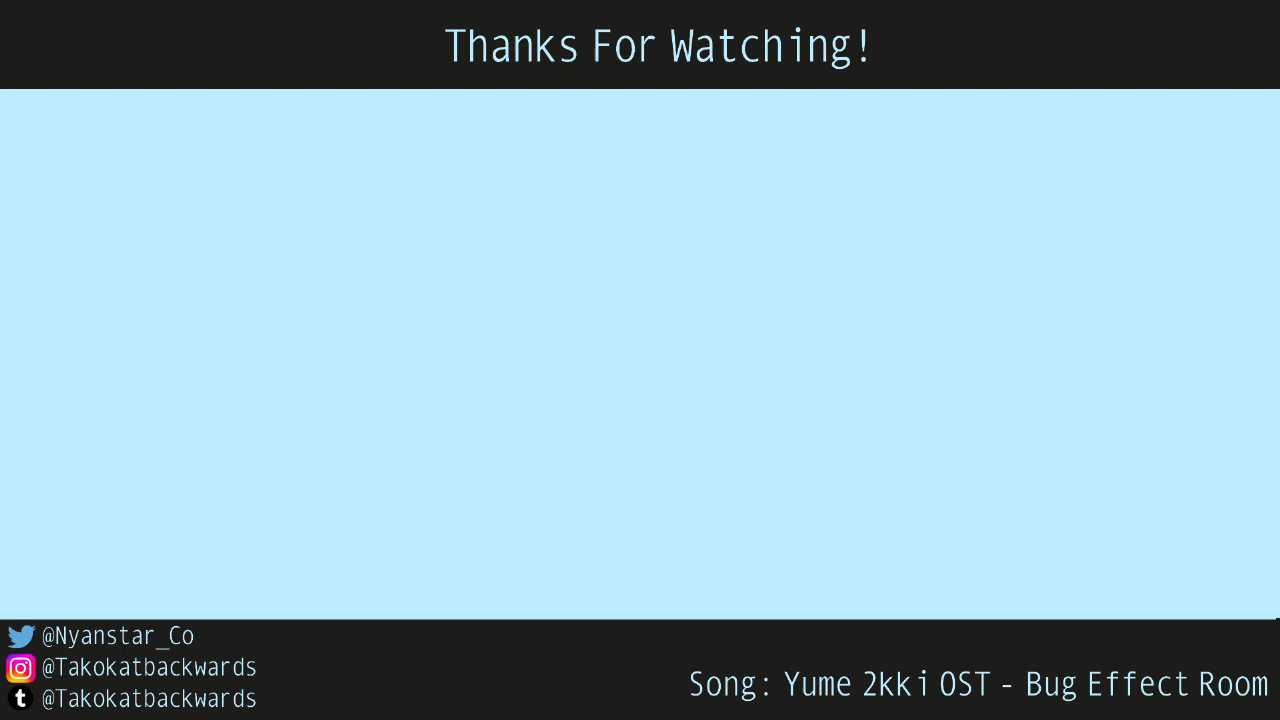 Thanks For Watching!
@Nyanstar_Co
@Takokatbackwards
@Takokatbackwards
Song: Yume 2kki OST - Bug Effect Room